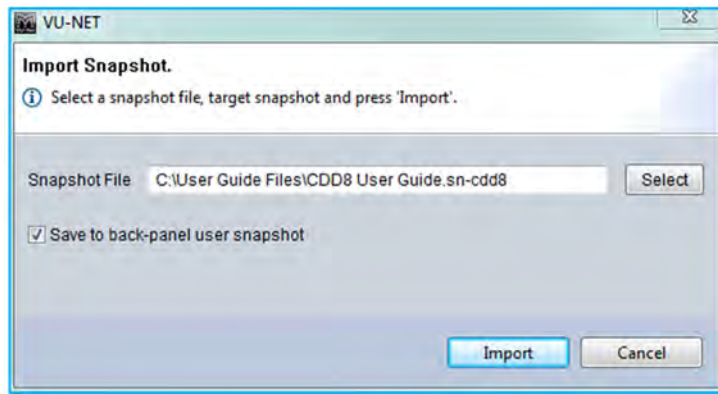 VU-NET
Import Snapshot.
Select a snapshot file, target snapshot and press 'Import'.
Snapshot File C:\User Guide Files\CDD8 User Guide.sn-cdd8 Select
Save to back-panel user snapshot
Import Cancel